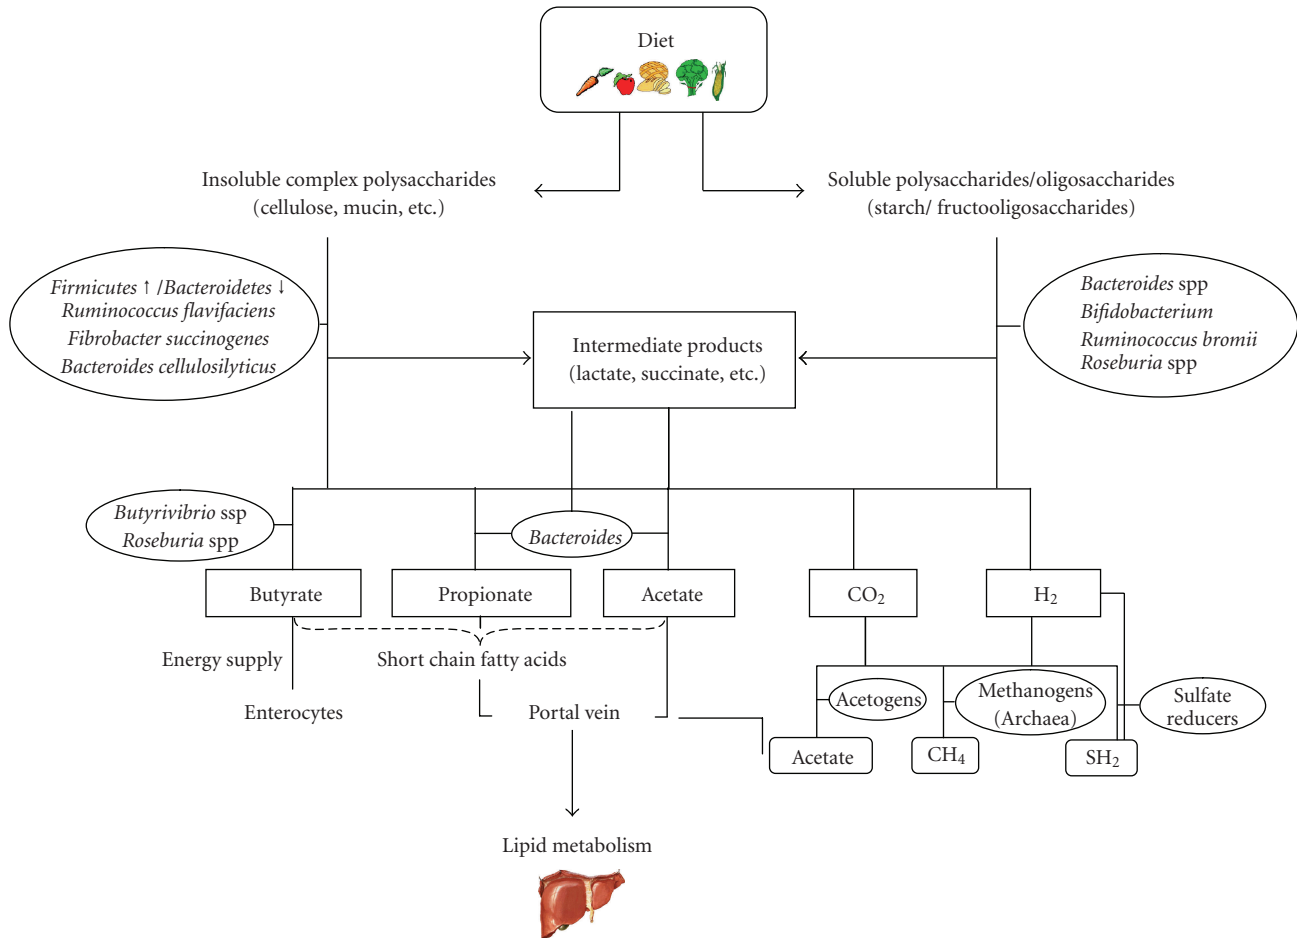 Diet
Insoluble complex polysaccharides
(cellulose, mucin, etc.)
Soluble polysaccharides/oligosaccharides
(starch/ fructooligosaccharides)
Firmicutes ↑ /Bacteroidetes ↓
Ruminococcus flavifaciens
Fibrobacter succinogenes
Bacteroides cellulosilyticus
Intermediate products
(lactate, succinate, etc.)
Bacteroides spp
Bifidobacterium
Ruminococcus bromii
Roseburia spp
Butyrivibrio ssp
Roseburia spp
Bacteroides
Butyrate
Propionate
Acetate
CO₂
H₂
Energy supply
Short chain fatty acids
Enterocytes
Portal vein
Acetogens
Methanogens
(Archaea)
Sulfate
reducers
Acetate
CH₄
SH₂
Lipid metabolism